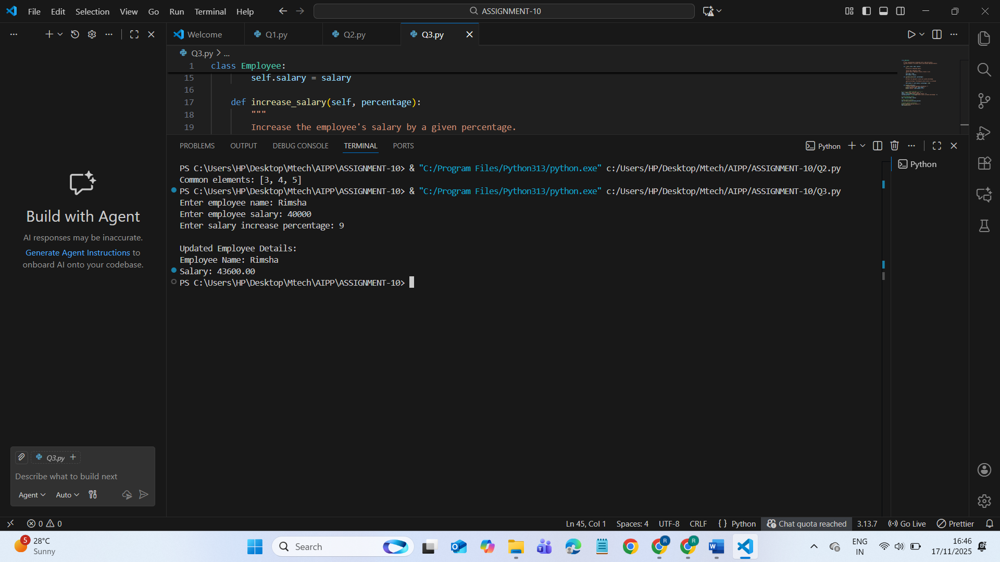 File Edit Selection View Go Run Terminal Help
ASSIGNMENT-10
Welcome
Q1.py
Q2.py
Q3.py
Q3.py > ...
1 class Employee:
15 self.salary = salary
16
17 def increase_salary(self, percentage):
18 """
19 Increase the employee's salary by a given percentage.
PROBLEMS OUTPUT DEBUG CONSOLE TERMINAL PORTS
Python
PS C:\Users\HP\Desktop\Mtech\AIPP\ASSIGNMENT-10> & "C:/Program Files/Python313/python.exe" c:/Users/HP/Desktop/Mtech/AIPP/ASSIGNMENT-10/Q2.py
Common elements: [3, 4, 5]
PS C:\Users\HP\Desktop\Mtech\AIPP\ASSIGNMENT-10> & "C:/Program Files/Python313/python.exe" c:/Users/HP/Desktop/Mtech/AIPP/ASSIGNMENT-10/Q3.py
Enter employee name: Rimsha
Enter employee salary: 40000
Enter salary increase percentage: 9
Updated Employee Details:
Employee Name: Rimsha
Salary: 43600.00
PS C:\Users\HP\Desktop\Mtech\AIPP\ASSIGNMENT-10>
Python
Build with Agent
AI responses may be inaccurate.
Generate Agent Instructions to
onboard AI onto your codebase.
Q3.py
Describe what to build next
Agent Auto
0 0
Ln 45, Col 1 Spaces: 4 UTF-8 CRLF { } Python Chat quota reached 3.13.7 Go Live Prettier
5
28°C
Sunny
Search
R
R
ENG
IN
16:46
17/11/2025